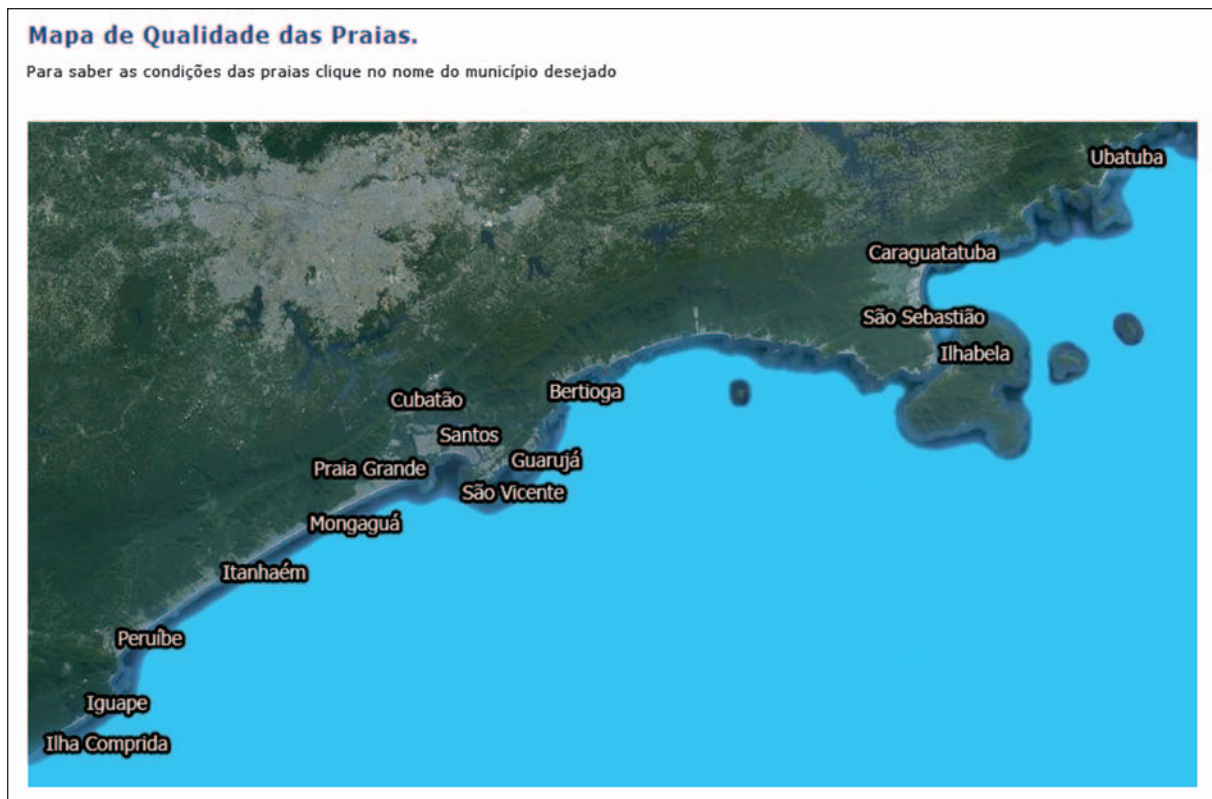 Mapa de Qualidade das Praias.
Para saber as condições das praias clique no nome do município desejado
Ubatuba
Caraguatatuba
São Sebastião
Ilhabela
Bertioga
Cubatão
Santos
Guarujá
Praia Grande
São Vicente
Mongaguá
Itanhaém
Peruíbe
Iguape
Ilha Comprida